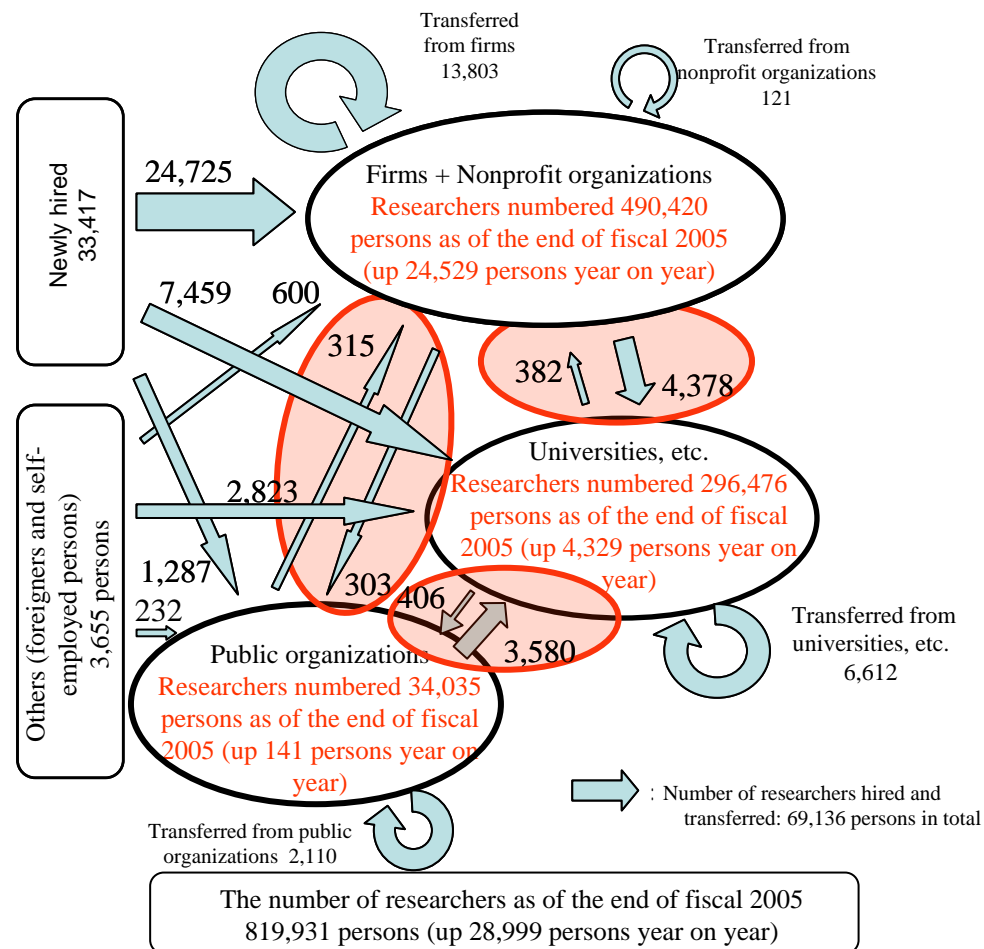 Transferred
from firms
13,803
Transferred from
nonprofit organizations
121
Newly hired
33,417
24,725
Firms + Nonprofit organizations
Researchers numbered 490,420
persons as of the end of fiscal 2005
(up 24,529 persons year on year)
7,459
600
315
382
4,378
Others (foreigners and self-
employed persons)
3,655 persons
Universities, etc.
Researchers numbered 296,476
persons as of the end of fiscal
2005 (up 4,329 persons year on
year)
2,823
1,287
303
406
232
3,580
Transferred from
universities, etc.
6,612
Public organizations
Researchers numbered 34,035
persons as of the end of fiscal
2005 (up 141 persons year on
year)
: Number of researchers hired and
transferred: 69,136 persons in total
Transferred from public
organizations 2,110
The number of researchers as of the end of fiscal 2005
819,931 persons (up 28,999 persons year on year)